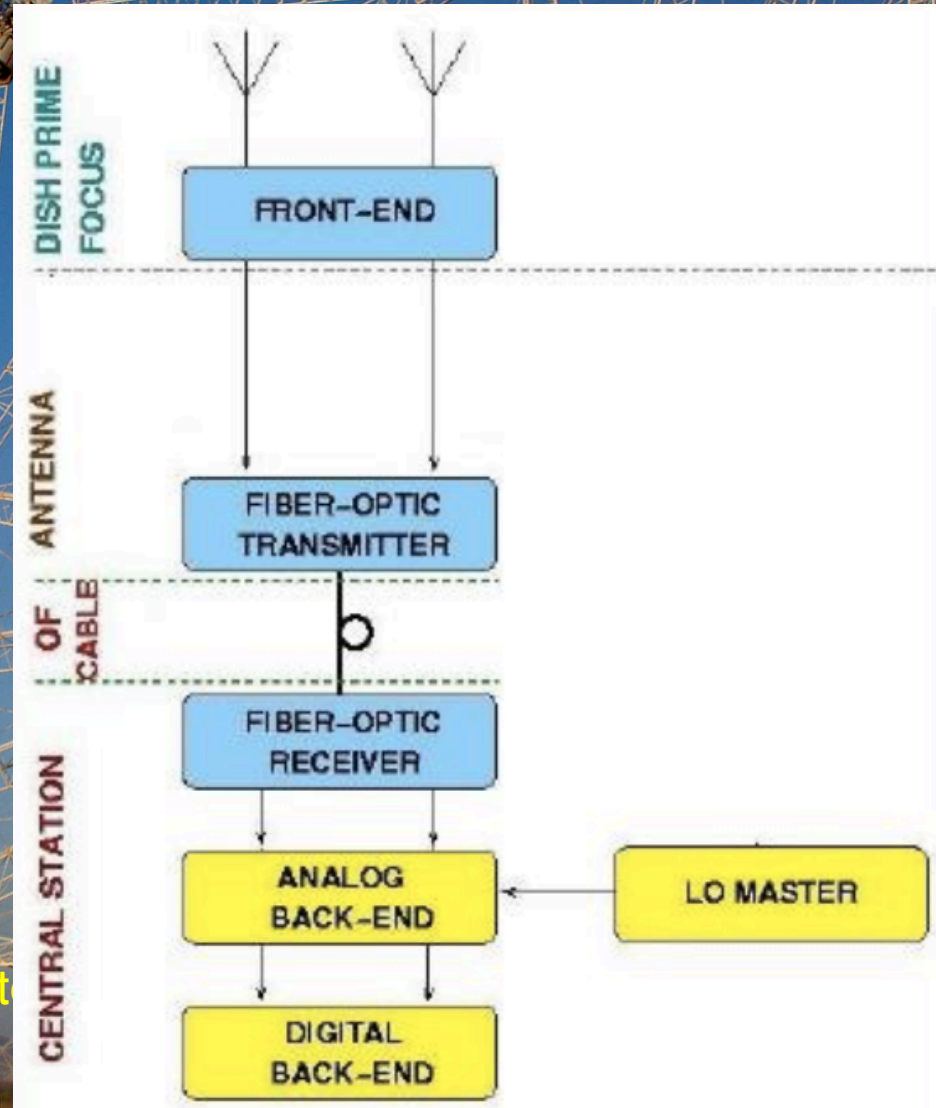 DISH PRIME
FOCUS
FRONT-END
ANTENNA
FIBER-OPTIC
TRANSMITTER
OF
CABLE
FIBER-OPTIC
RECEIVER
CENTRAL STATION
ANALOG
BACK-END
LO MASTER
DIGITAL
BACK-END